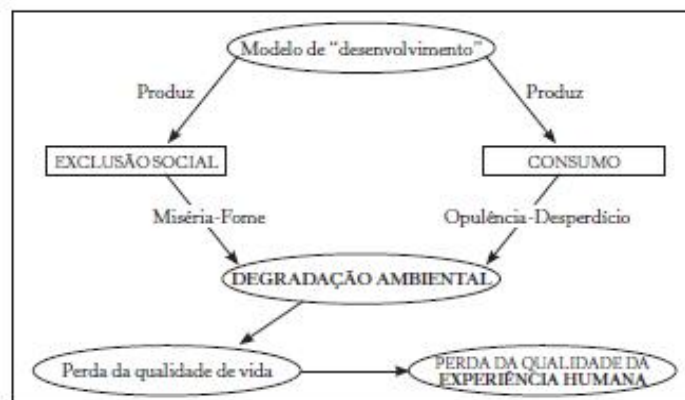 Modelo de “desenvolvimento”
Produz
Produz
EXCLUSÃO SOCIAL
CONSUMO
Miséria-Fome
Opulência-Desperdício
DEGRADAÇÃO AMBIENTAL
Perda da qualidade de vida
PERDA DA QUALIDADE DA
EXPERIÊNCIA HUMANA